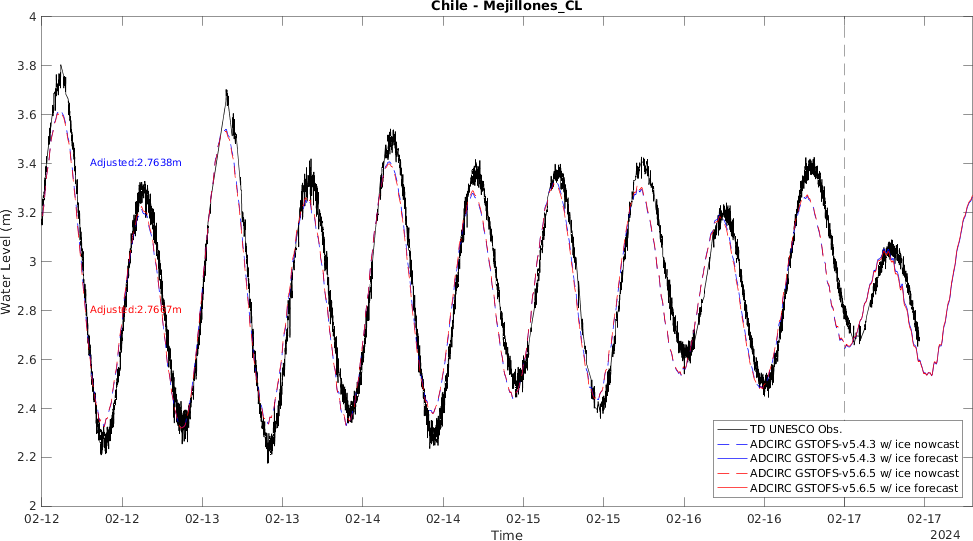 Chile - Mejillones_CL
4
3.8
3.6
3.4
3.2
3
2.8
2.6
2.4
2.2
2
Water Level (m)
Adjusted:2.7638m
Adjusted:2.7667m
TD UNESCO Obs.
ADCIRC GSTOFS-v5.4.3 w/ ice nowcast
ADCIRC GSTOFS-v5.4.3 w/ ice forecast
ADCIRC GSTOFS-v5.6.5 w/ ice nowcast
ADCIRC GSTOFS-v5.6.5 w/ ice forecast
02-12 02-12 02-13 02-13 02-14 02-14 02-15 02-15 02-16 02-16 02-17 02-17
Time
2024